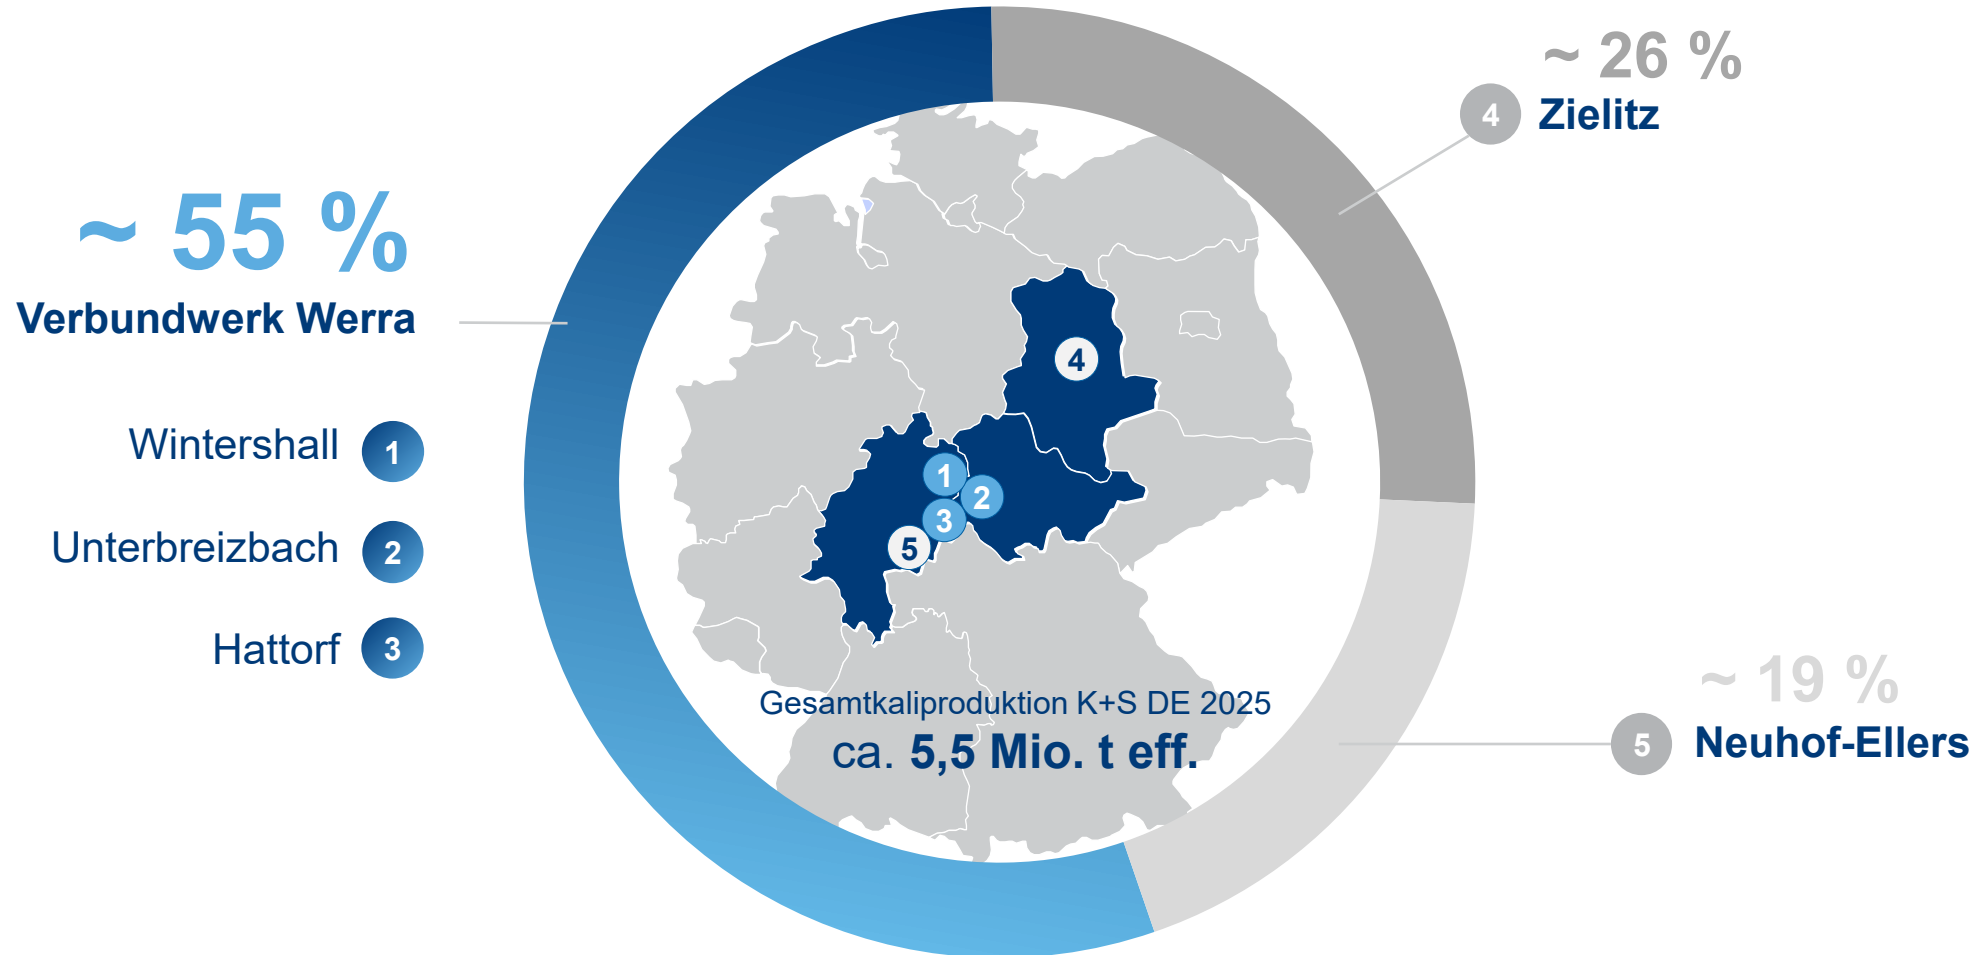 ~ 55 %
Verbundwerk Werra
Wintershall 1
Unterbreizbach 2
Hattorf 3
~ 26 %
4 Zielitz
4
1
2
3
5
Gesamtkaliproduktion K+S DE 2025
ca. 5,5 Mio. t eff.
~ 19 %
5 Neuhof-Ellers